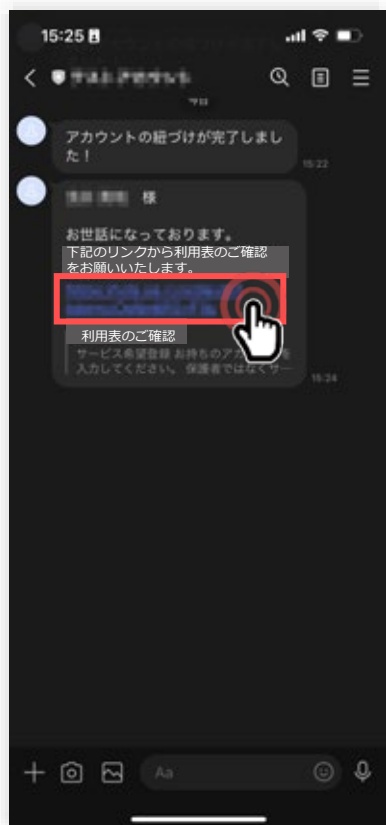 15:25
今日
アカウントの紐づけが完了しまし
た！
15:22
様
お世話になっております。
下記のリンクから利用表のご確認
をお願いいたします。
利用表のご確認
サービス希望登録 お持ちのアカ
を
入力してください。 保護者ではなくサ…
15:24
Aa